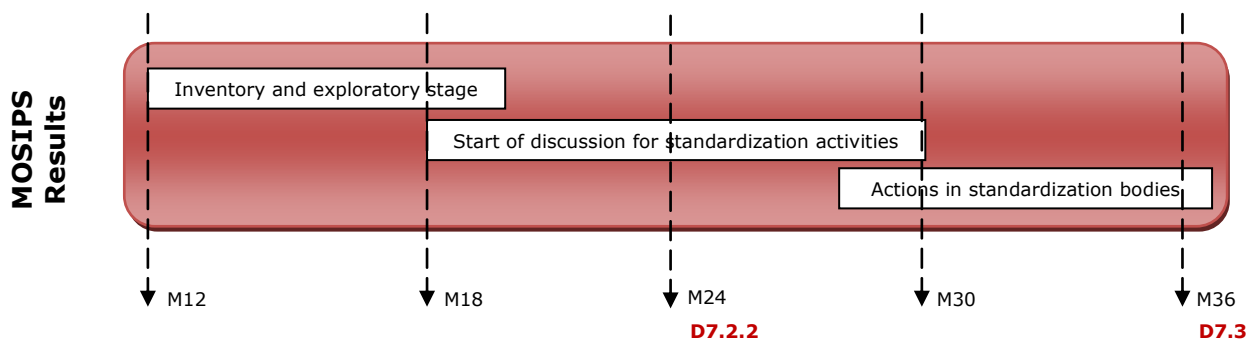 MOSIPS
Results
Inventory and exploratory stage
Start of discussion for standardization activities
Actions in standardization bodies
M12
M18
M24
M30
M36
D7.2.2
D7.3